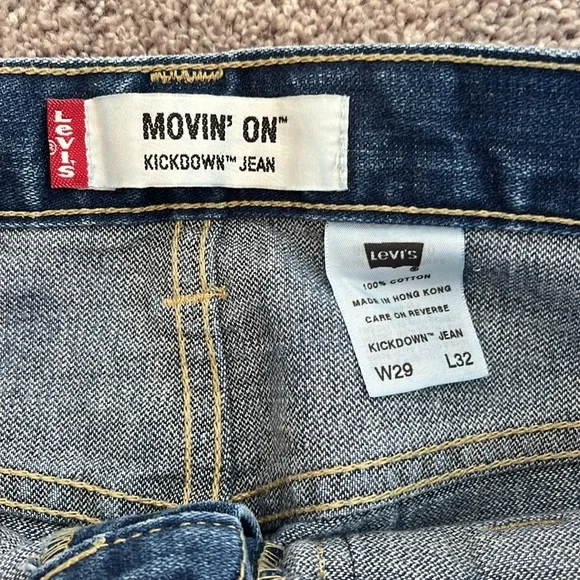 LEVI'S
®
MOVIN' ON™
KICKDOWN™ JEAN
LEVI'S
®
100% COTTON
MADE IN HONG KONG
CARE ON REVERSE
KICKDOWN™ JEAN
W29 L32